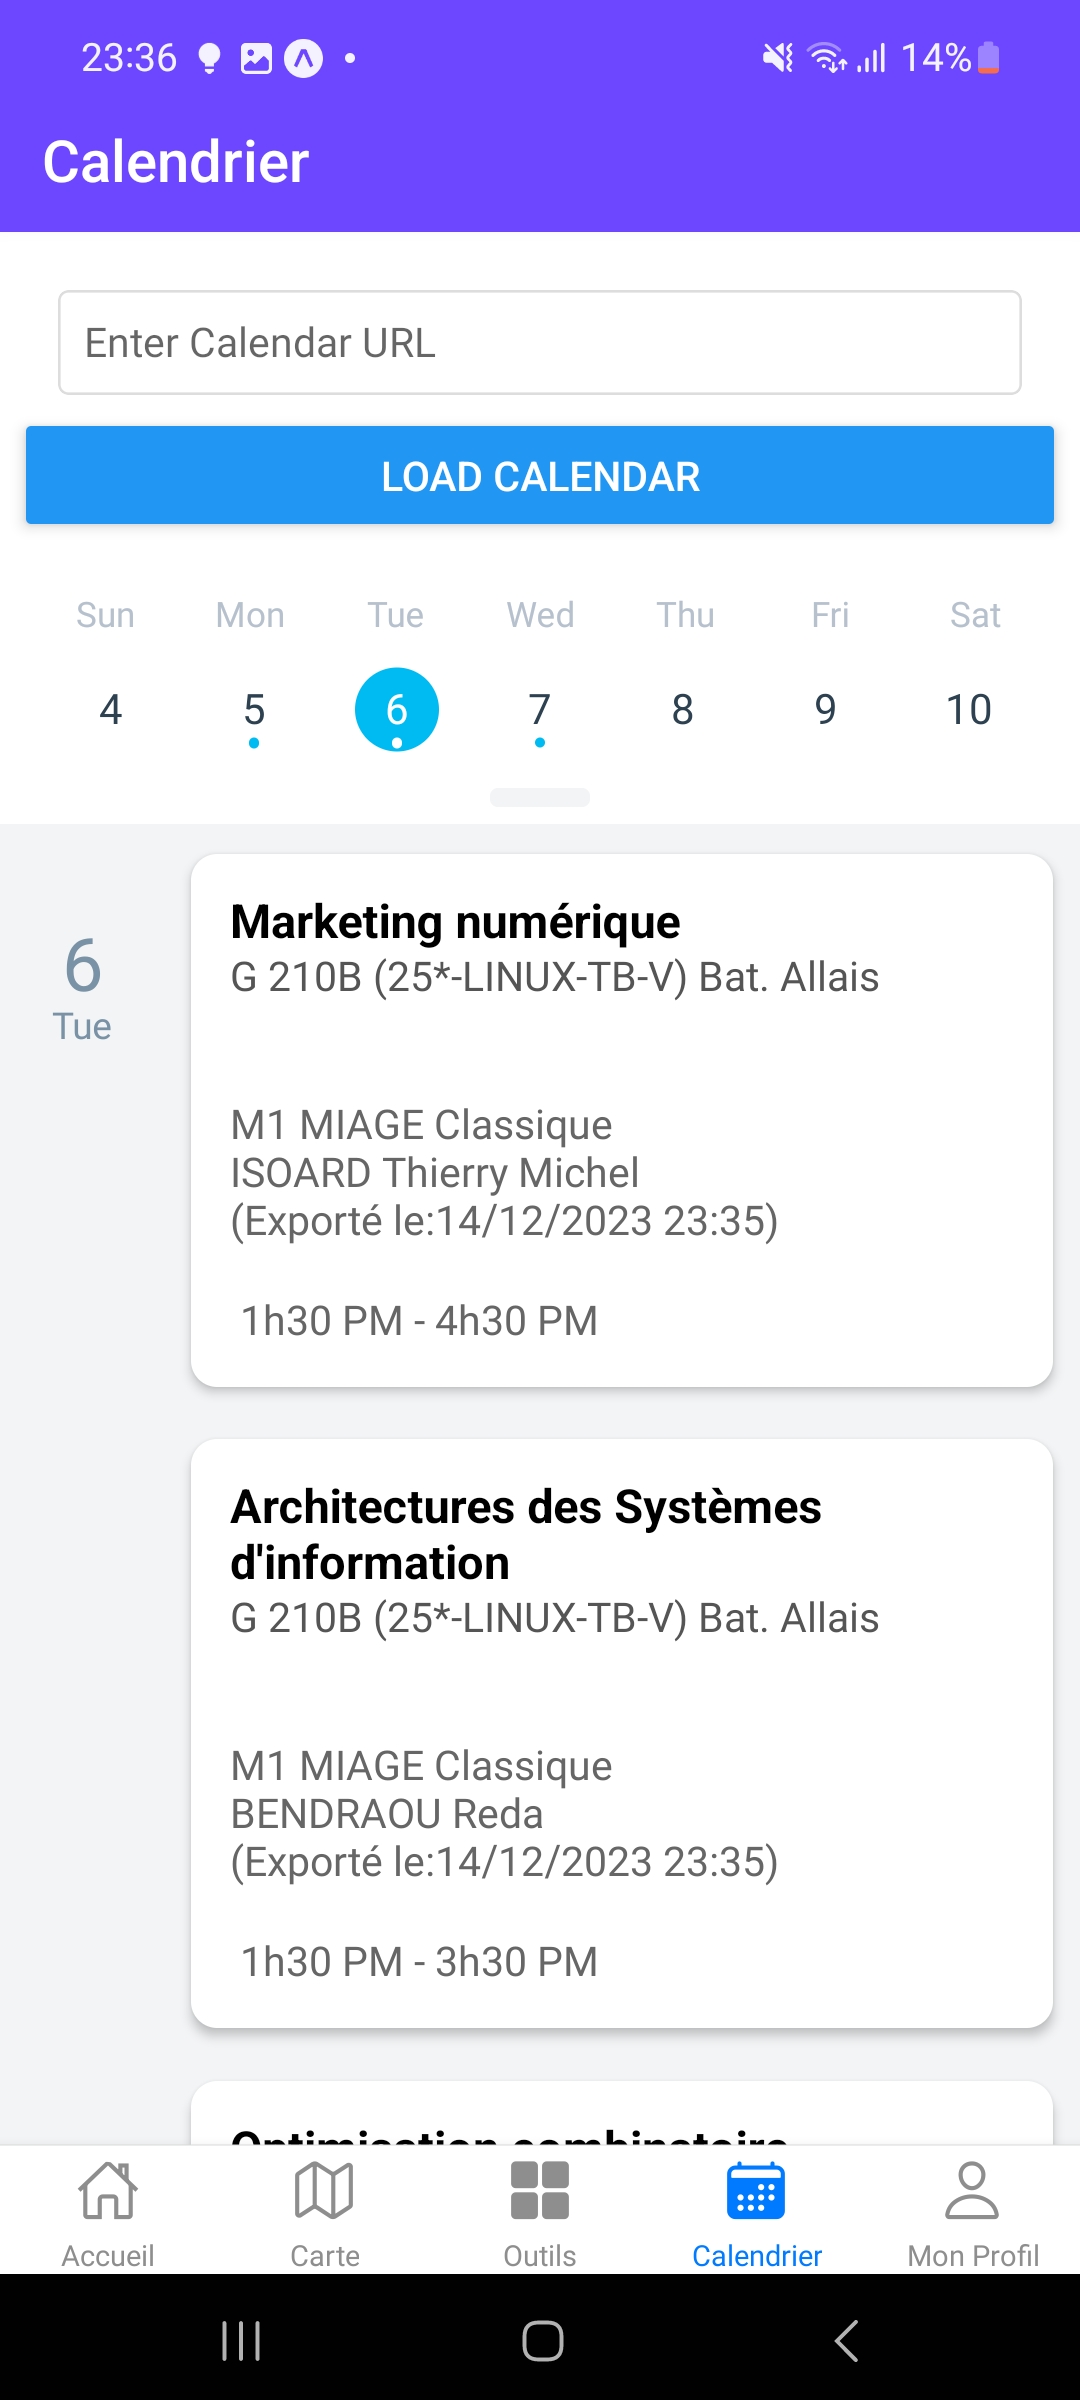 23:36 14%
Calendrier
Enter Calendar URL
LOAD CALENDAR
Sun Mon Tue Wed Thu Fri Sat
4 5 6 7 8 9 10
6
Tue
Marketing numérique
G 210B (25*-LINUX-TB-V) Bat. Allais
M1 MIAGE Classique
ISOARD Thierry Michel
(Exporté le:14/12/2023 23:35)
1h30 PM - 4h30 PM
Architectures des Systèmes
d'information
G 210B (25*-LINUX-TB-V) Bat. Allais
M1 MIAGE Classique
BENDRAOU Reda
(Exporté le:14/12/2023 23:35)
1h30 PM - 3h30 PM
Optimisation combinatoire
Accueil Carte Outils Calendrier Mon Profil